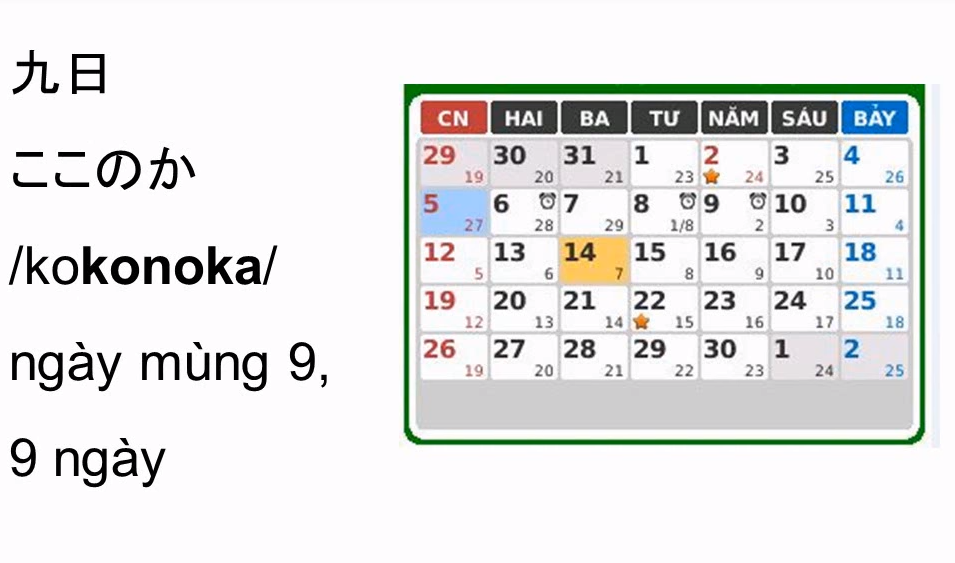 九日
ここのか
/kokonoka/
ngày mùng 9,
9 ngày
CN HAI BA TƯ NĂM SÁU BẢY
29 30 31 1 2 3 4
19 20 21 23 24 25 26
5 6 7 8 9 10 11
27 28 29 1/8 2 3 4
12 13 14 15 16 17 18
5 6 7 8 9 10 11
19 20 21 22 23 24 25
12 13 14 15 16 17 18
26 27 28 29 30 1 2
19 20 21 22 23 24 25